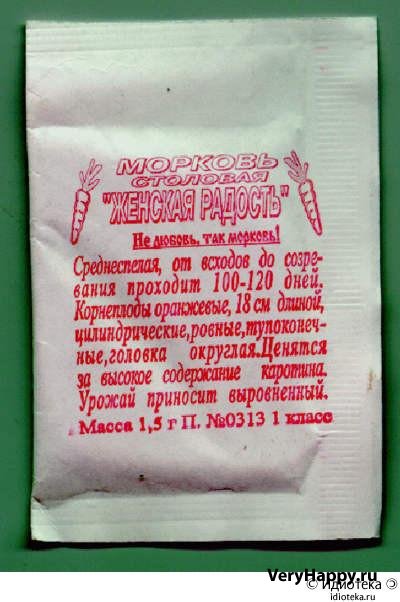 МОРКОВЬ
СТОЛОВАЯ
"ЖЕНСКАЯ РАДОСТЬ"
Не любовь, так морковь!
Среднеспелая, от всходов до созре-
вания проходит 100-120 дней.
Корнеплоды оранжевые, 18 см длиной,
цилиндрические,ровные,тупоконеч-
ные,головка округлая.Ценятся
за высокое содержание каротина.
Урожай приносит выровненный.
Масса 1,5 г П. №0313 1 класс
VeryHappy.ru
© Идиотека Э
idioteka.ru